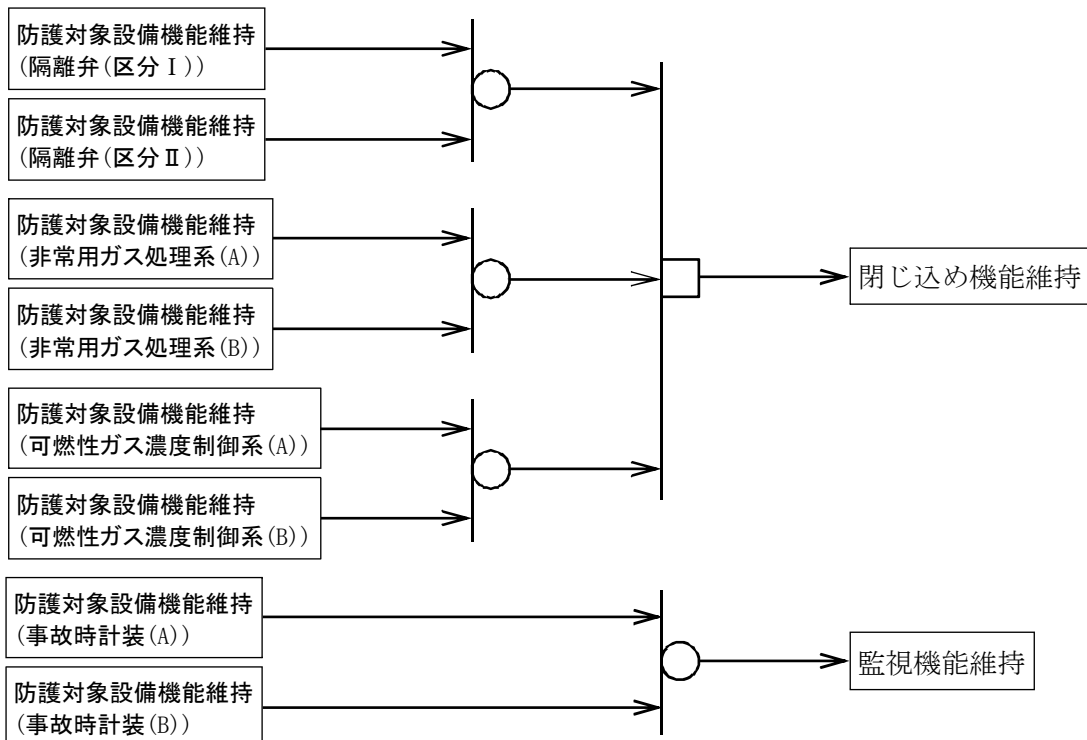 防護対象設備機能維持
(隔離弁(区分Ⅰ))
防護対象設備機能維持
(隔離弁(区分Ⅱ))
防護対象設備機能維持
(非常用ガス処理系(A))
防護対象設備機能維持
(非常用ガス処理系(B))
閉じ込め機能維持
防護対象設備機能維持
(可燃性ガス濃度制御系(A))
防護対象設備機能維持
(可燃性ガス濃度制御系(B))
防護対象設備機能維持
(事故時計装(A))
防護対象設備機能維持
(事故時計装(B))
監視機能維持